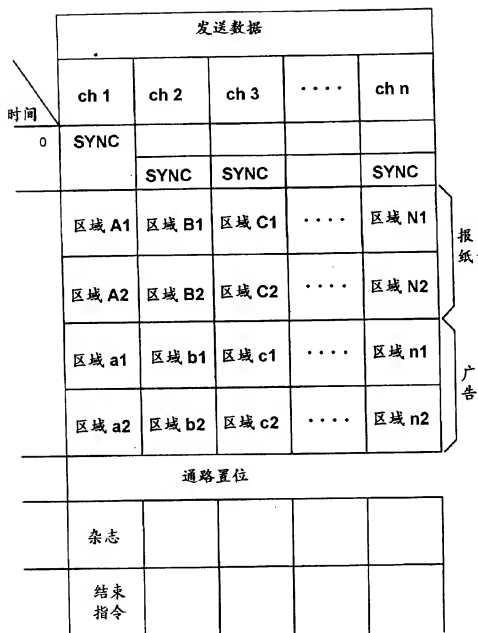 发送数据
时间
ch 1 ch 2 ch 3 ···· ch n
0 SYNC
SYNC SYNC SYNC
区域 A1 区域 B1 区域 C1 ···· 区域 N1
报纸
区域 A2 区域 B2 区域 C2 ···· 区域 N2
区域 a1 区域 b1 区域 c1 ···· 区域 n1
广告
区域 a2 区域 b2 区域 c2 ···· 区域 n2
通路置位
杂志
结束
指令